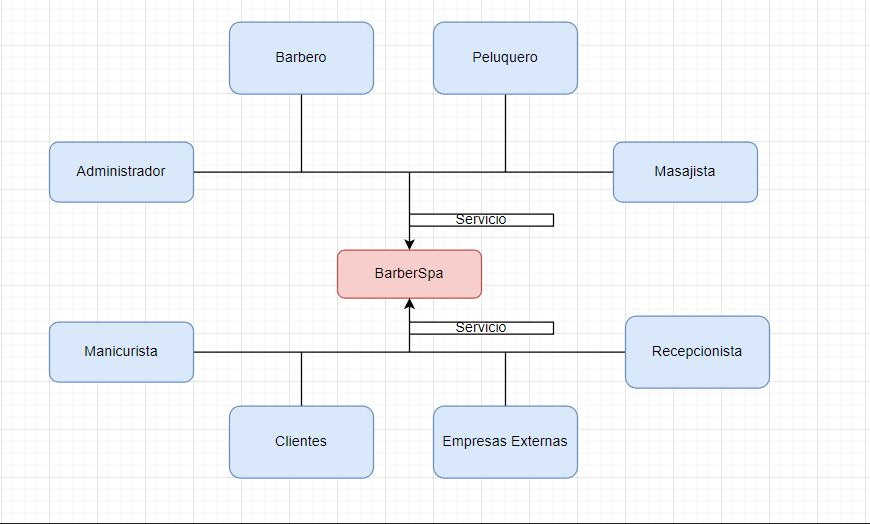 Barbero
Peluquero
Administrador
Masajista
Servicio
BarberSpa
Servicio
Manicurista
Recepcionista
Clientes
Empresas Externas